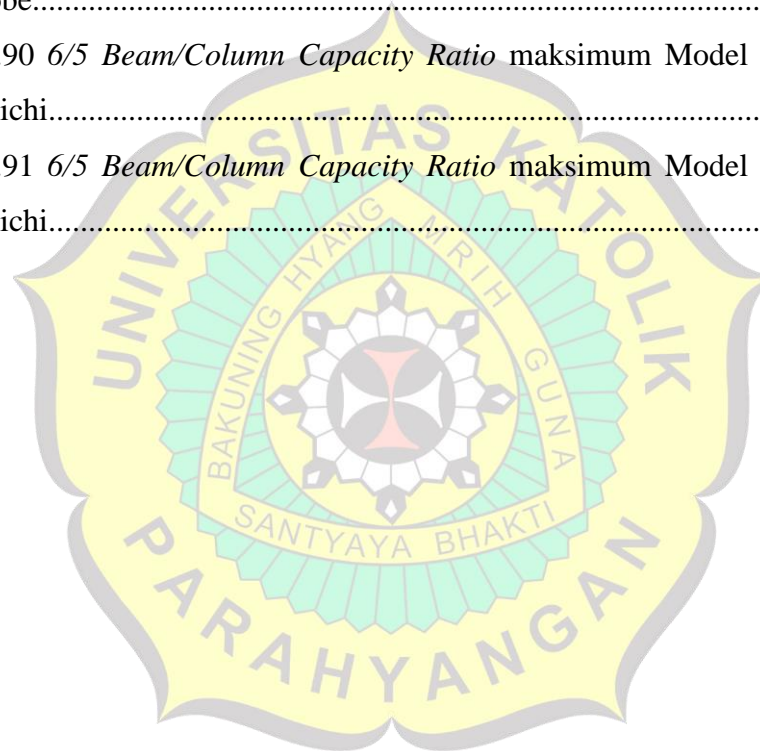 obe..........................................................................................
.90 6/5 Beam/Column Capacity Ratio maksimum Model
ichi.........................................................................................
.91 6/5 Beam/Column Capacity Ratio maksimum Model
ichi.........................................................................................
UNIVERSITAS KATOLIK
PARAHYANGAN
BAKUNING HYANG MRIH GUNA
SANTYAYA BHAKTI